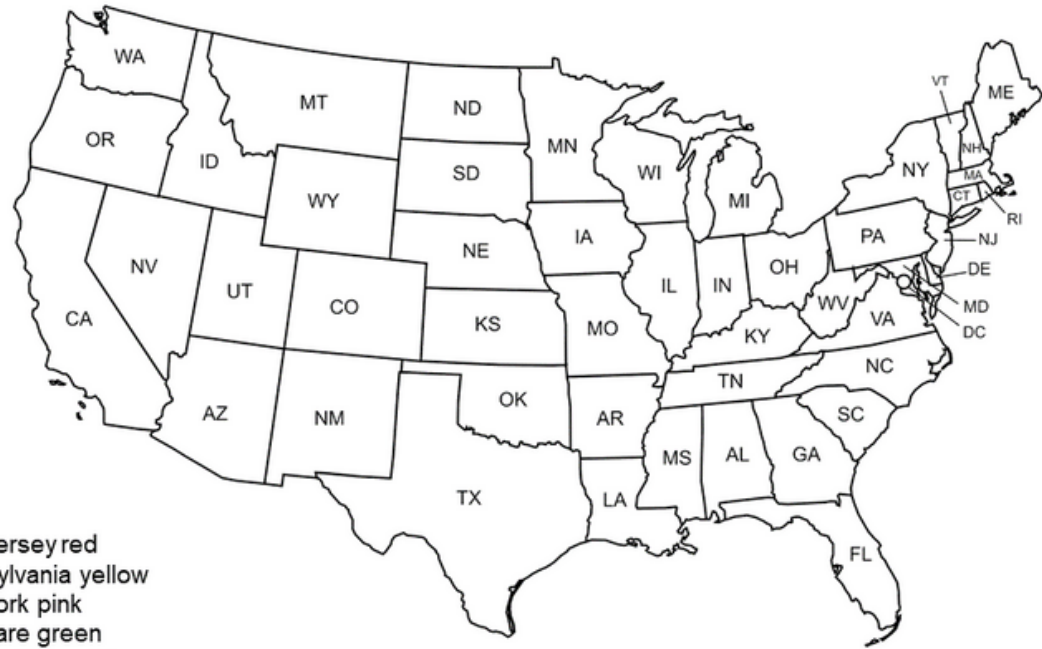 WA
MT
ND
MN
VT
ME
OR
ID
SD
WI
MI
NY
NH
MA
CT
RI
WY
NE
IA
PA
NJ
NV
UT
CO
IL
IN
OH
DE
CA
KS
MO
WV
VA
MD
KY
DC
AZ
NM
OK
AR
TN
NC
SC
MS
AL
GA
TX
LA
FL
ersey red
ylvania yellow
ork pink
are green